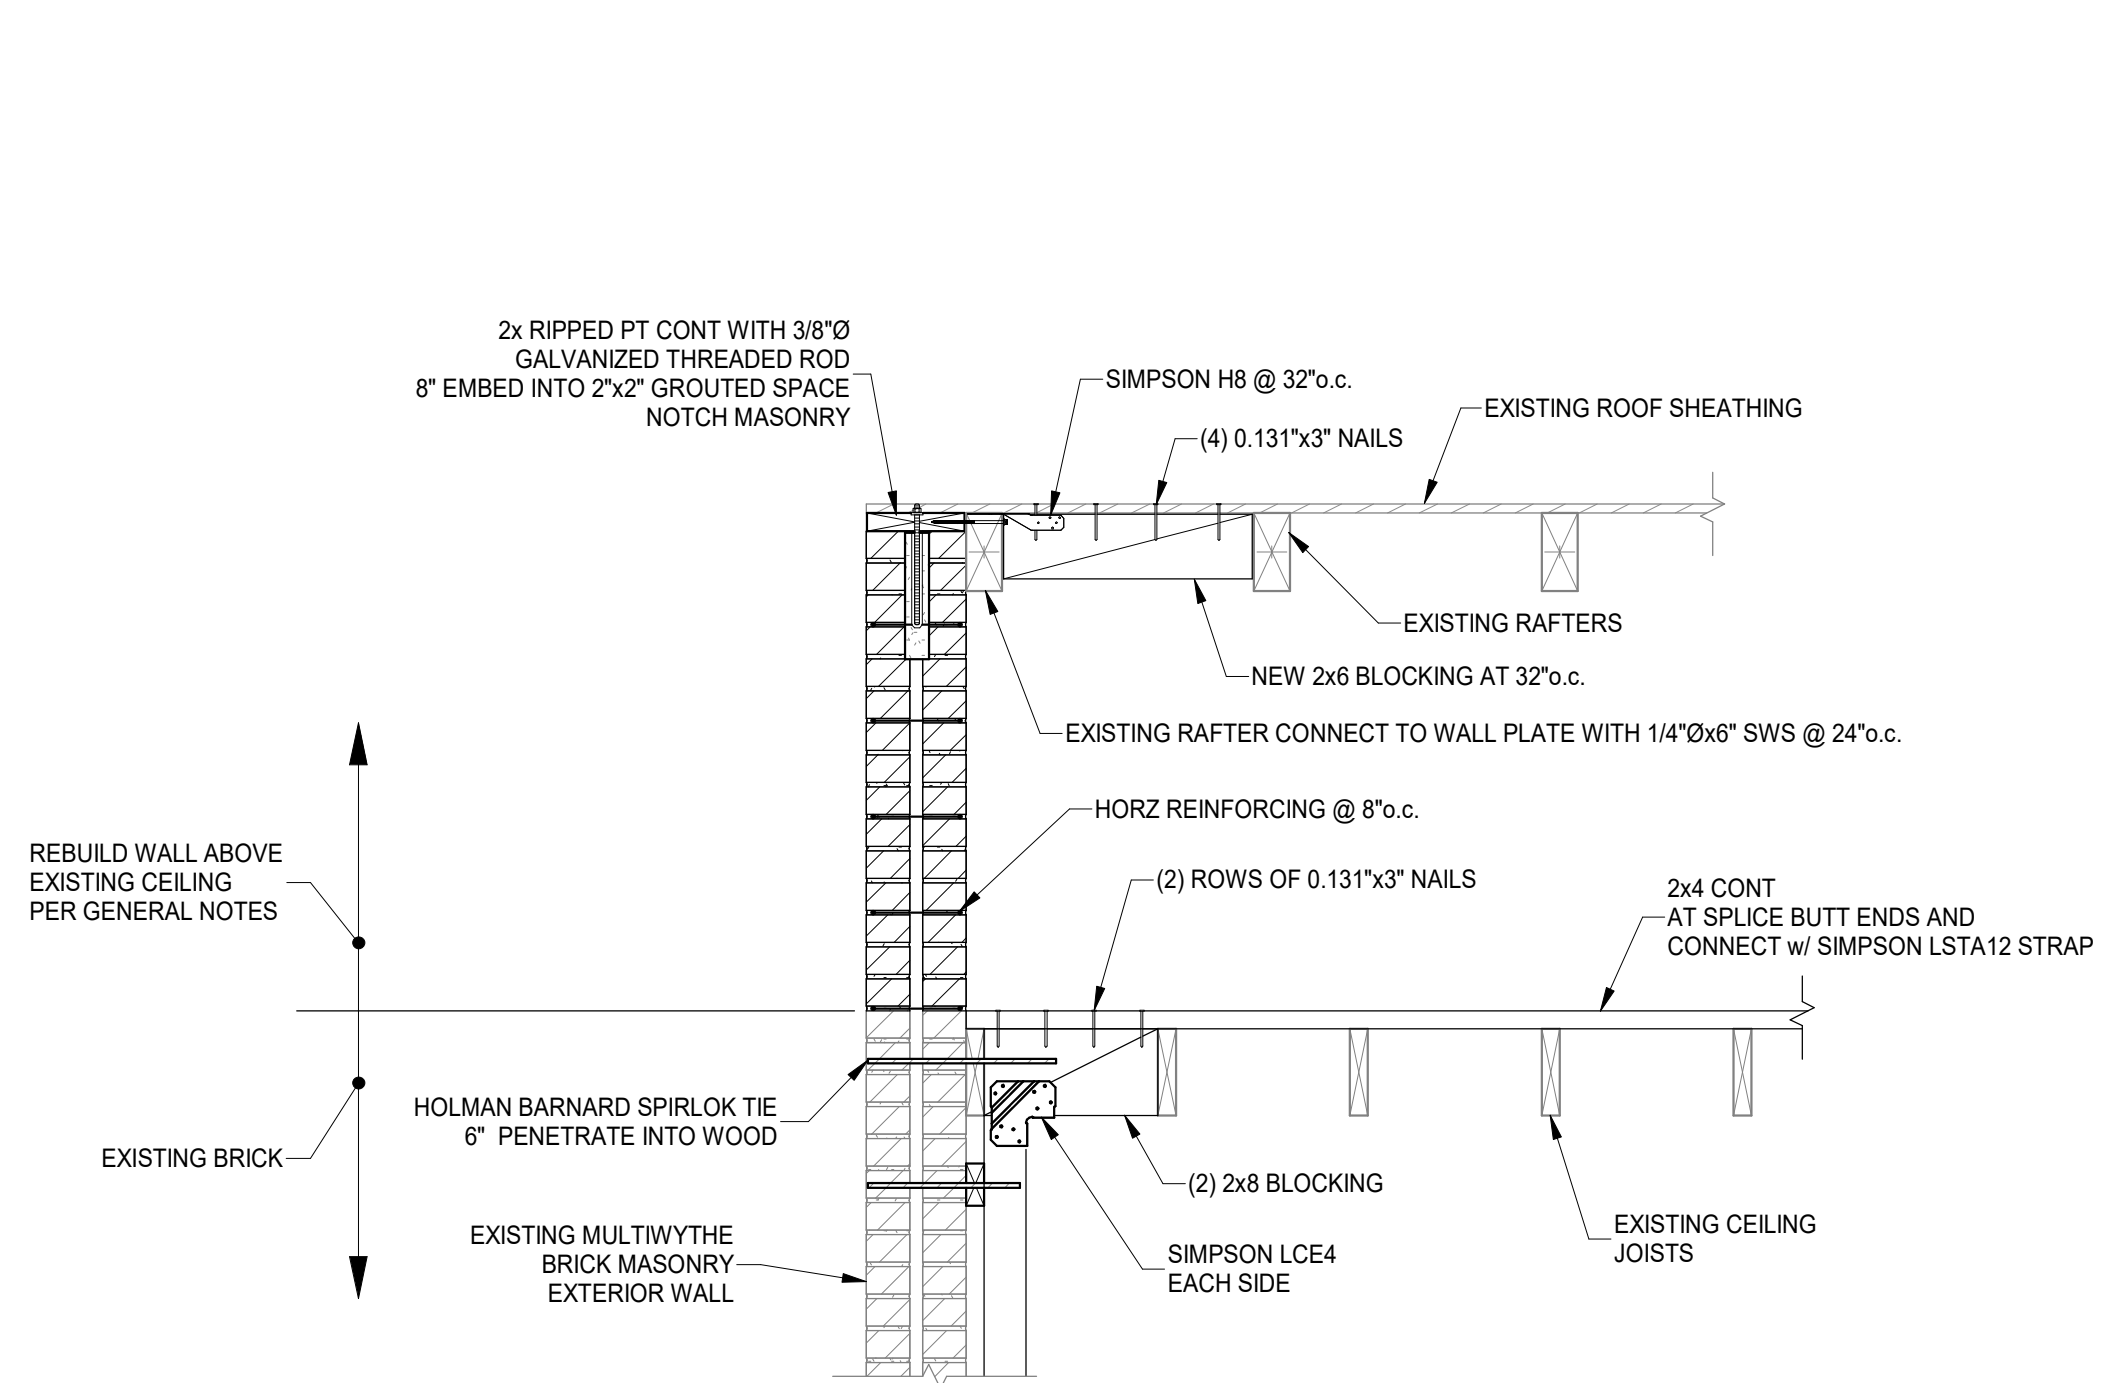 2x RIPPED PT CONT WITH 3/8"Ø
GALVANIZED THREADED ROD
8" EMBED INTO 2"x2" GROUTED SPACE
NOTCH MASONRY
SIMPSON H8 @ 32"o.c.
(4) 0.131"x3" NAILS
EXISTING ROOF SHEATHING
EXISTING RAFTERS
NEW 2x6 BLOCKING AT 32"o.c.
EXISTING RAFTER CONNECT TO WALL PLATE WITH 1/4"Øx6" SWS @ 24"o.c.
HORZ REINFORCING @ 8"o.c.
REBUILD WALL ABOVE
EXISTING CEILING
PER GENERAL NOTES
(2) ROWS OF 0.131"x3" NAILS
2x4 CONT
AT SPLICE BUTT ENDS AND
CONNECT w/ SIMPSON LSTA12 STRAP
HOLMAN BARNARD SPIRLOK TIE
6" PENETRATE INTO WOOD
EXISTING BRICK
(2) 2x8 BLOCKING
EXISTING MULTIWYTHE
BRICK MASONRY
EXTERIOR WALL
SIMPSON LCE4
EACH SIDE
EXISTING CEILING
JOISTS